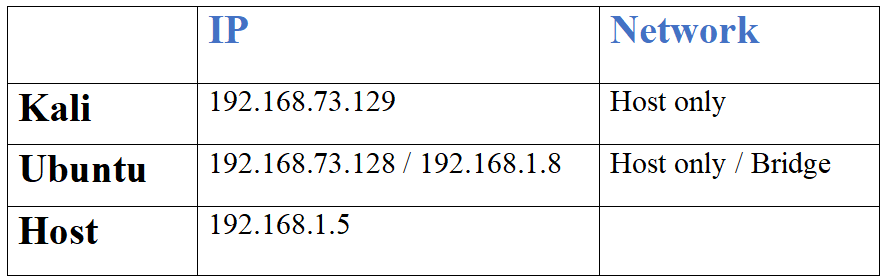 IP Network
Kali 192.168.73.129 Host only
Ubuntu 192.168.73.128 / 192.168.1.8 Host only / Bridge
Host 192.168.1.5